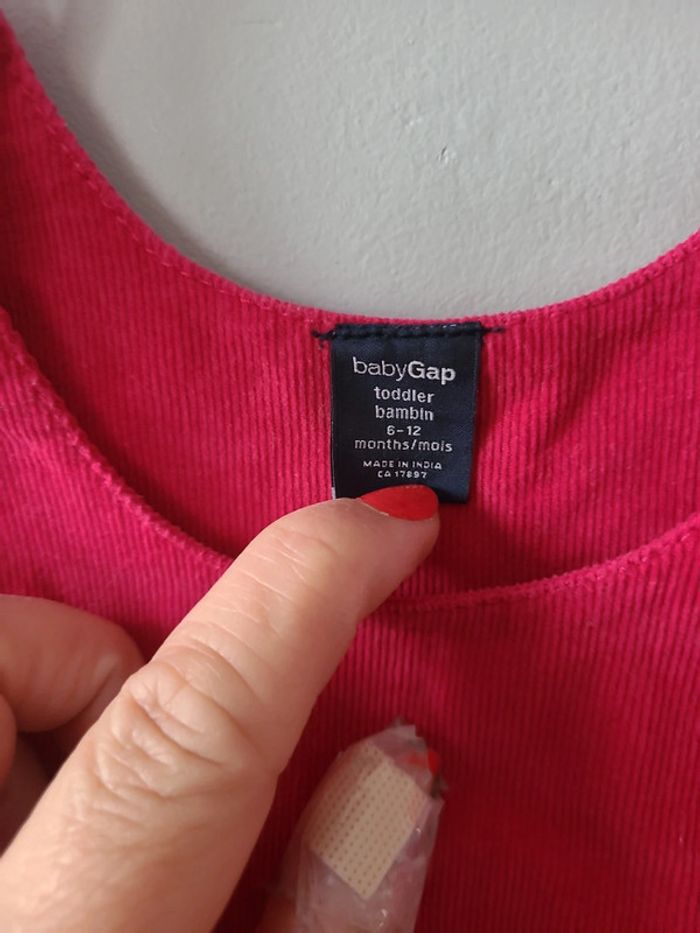 babyGap
toddler
bambin
6-12
months/mois
MADE IN INDIA
CA 17897